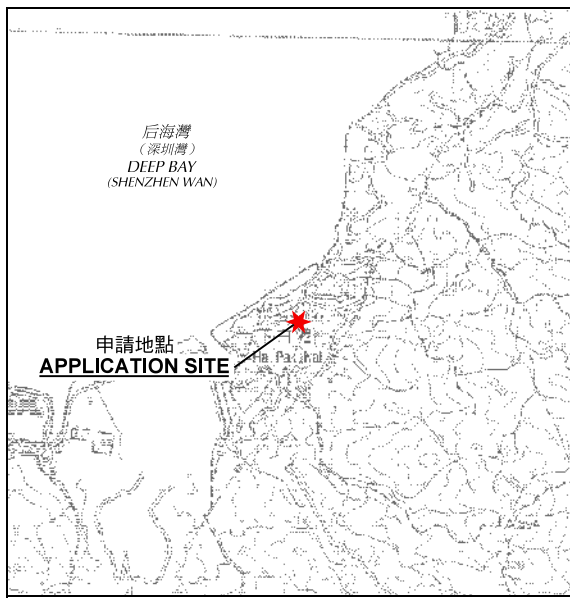 后海灣
（深圳灣）
DEEP BAY
(SHENZHEN WAN)
申請地點
APPLICATION SITE